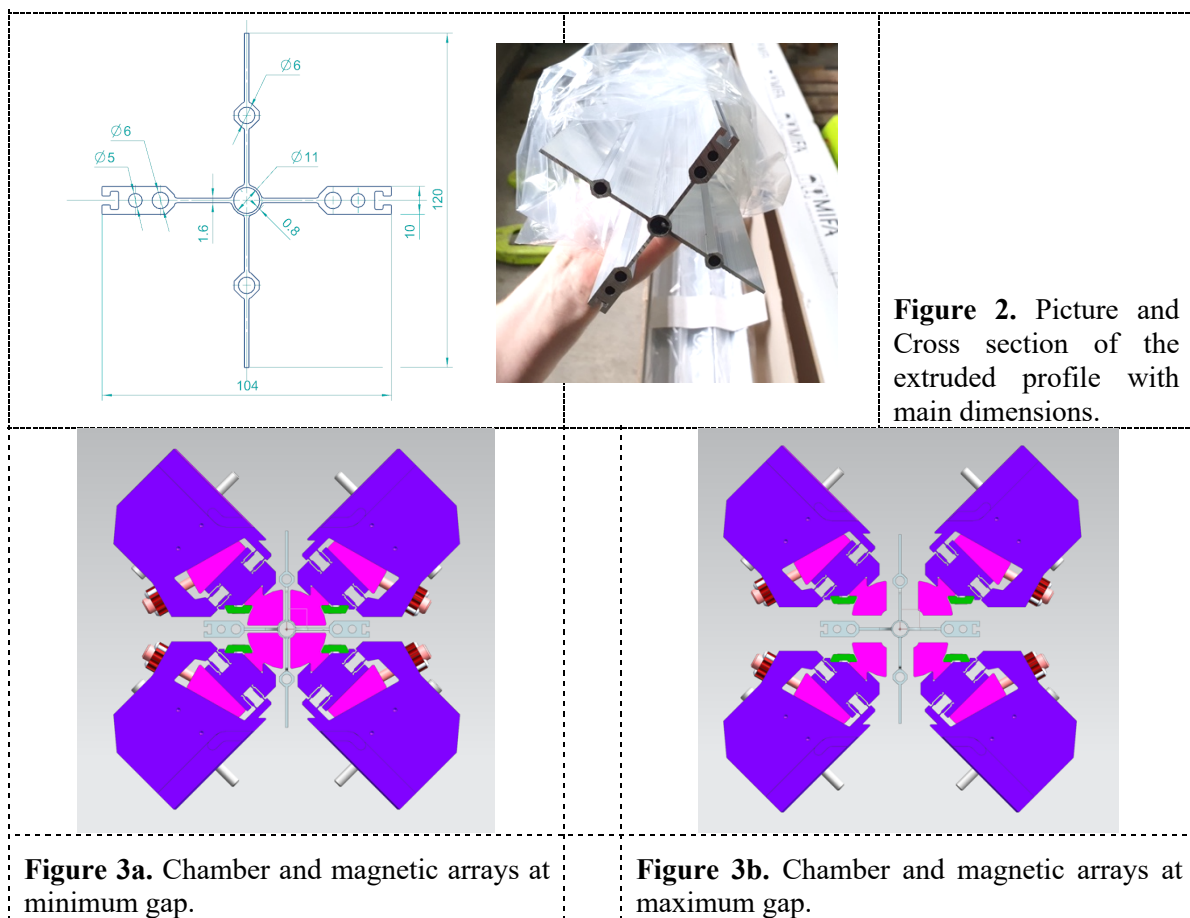 Ø6
Ø6
Ø5
Ø11
1.6
0.8
10
120
104
MIFA
MIFA
Figure 2. Picture and
Cross section of the
extruded profile with
main dimensions.
Figure 3a. Chamber and magnetic arrays at
minimum gap.
Figure 3b. Chamber and magnetic arrays at
maximum gap.